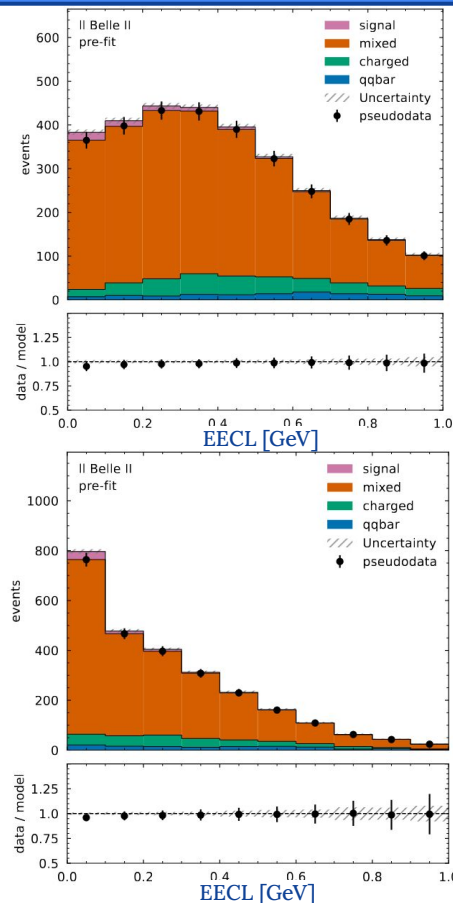 ll Belle II
pre-fit
signal
mixed
charged
qqbar
Uncertainty
pseudodata
events
600
500
400
300
200
100
0
data / model
1.25
1.0
0.75
0.5
0.0 0.2 0.4 0.6 0.8 1.0
EECL [GeV]
ll Belle II
pre-fit
signal
mixed
charged
qqbar
Uncertainty
pseudodata
events
1000
800
600
400
200
0
data / model
1.25
1.0
0.75
0.5
0.0 0.2 0.4 0.6 0.8 1.0
EECL [GeV]